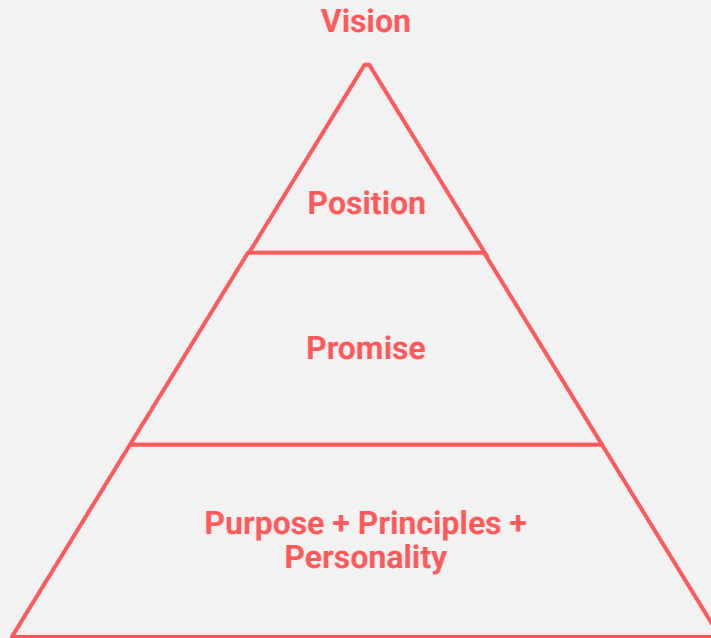 Vision
Position
Promise
Purpose + Principles +
Personality